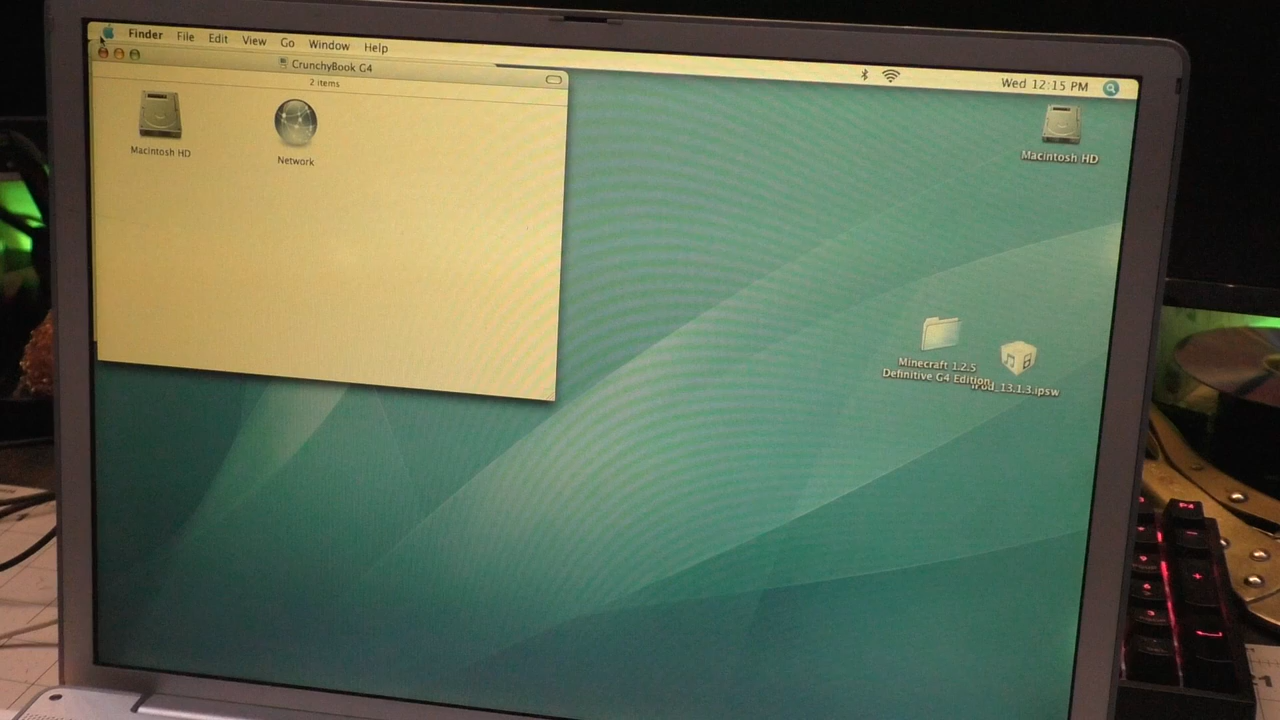 Finder File Edit View Go Window Help
Wed 12:15 PM
CrunchyBook G4
2 items
Macintosh HD
Network
Macintosh HD
Minecraft 1.2.5
Definitive G4 Edition
iPod_13.1.3.ipsw